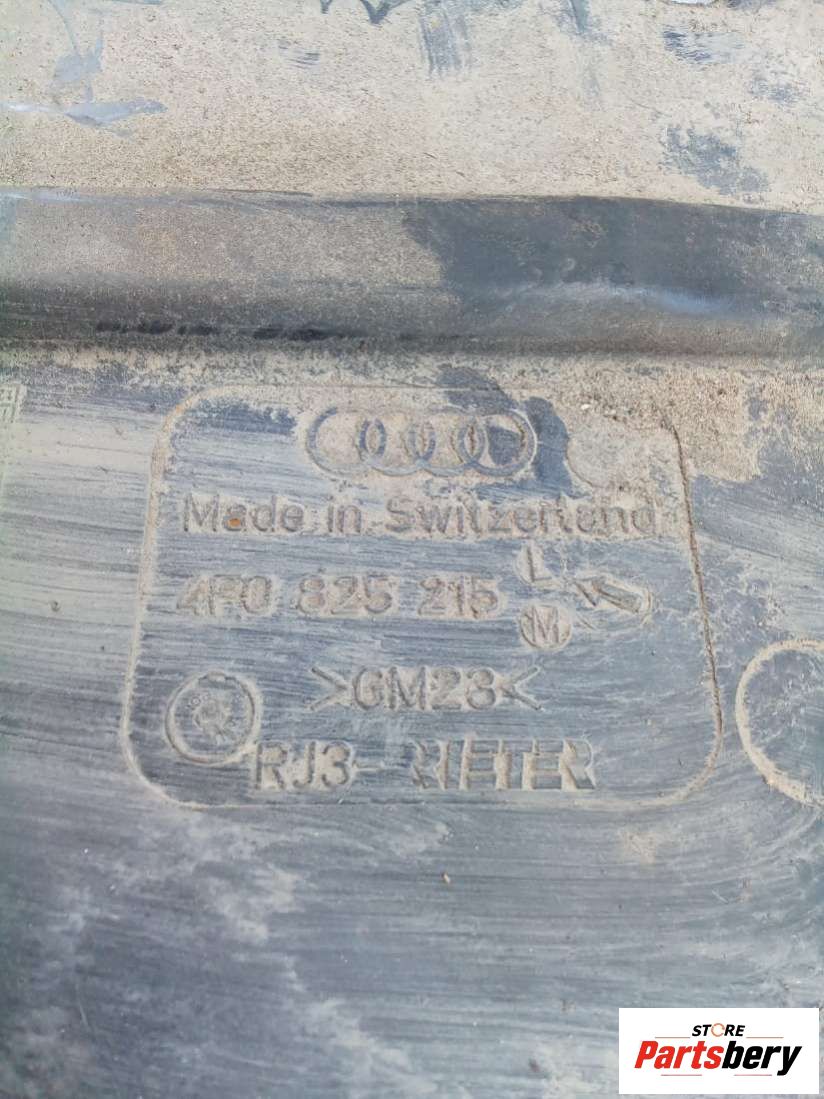 Made in Switzerland
4F0 825 215 L
M
>GM23<
RJ3-RIETER
STORE
Partsbery